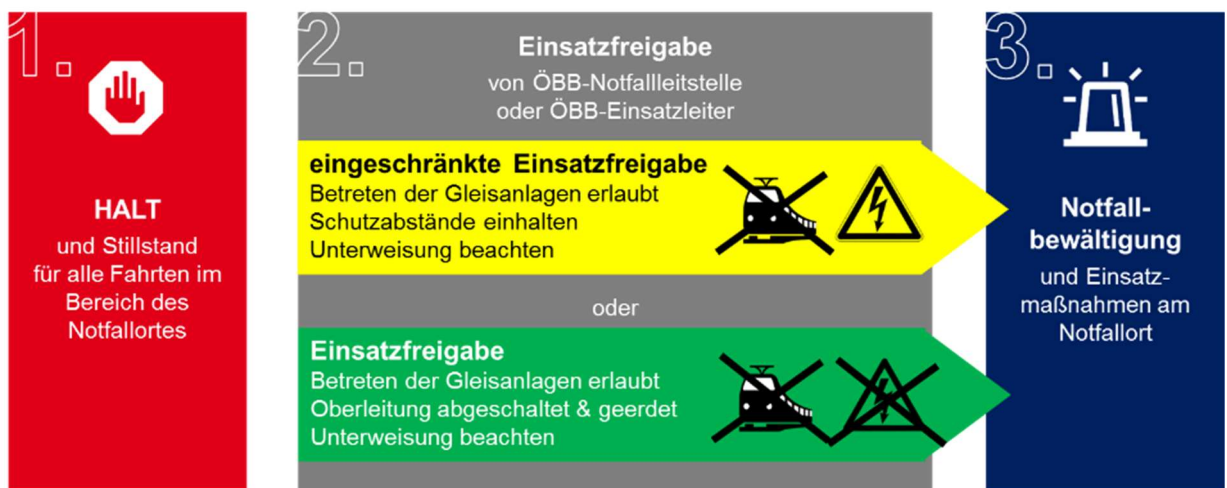 1.
HALT
und Stillstand
für alle Fahrten im
Bereich des
Notfallortes
2.
Einsatzfreigabe
von ÖBB-Notfallleitstelle
oder ÖBB-Einsatzleiter
eingeschränkte Einsatzfreigabe
Betreten der Gleisanlagen erlaubt
Schutzabstände einhalten
Unterweisung beachten
oder
Einsatzfreigabe
Betreten der Gleisanlagen erlaubt
Oberleitung abgeschaltet & geerdet
Unterweisung beachten
3.
Notfall-
bewältigung
und Einsatz-
maßnahmen am
Notfallort